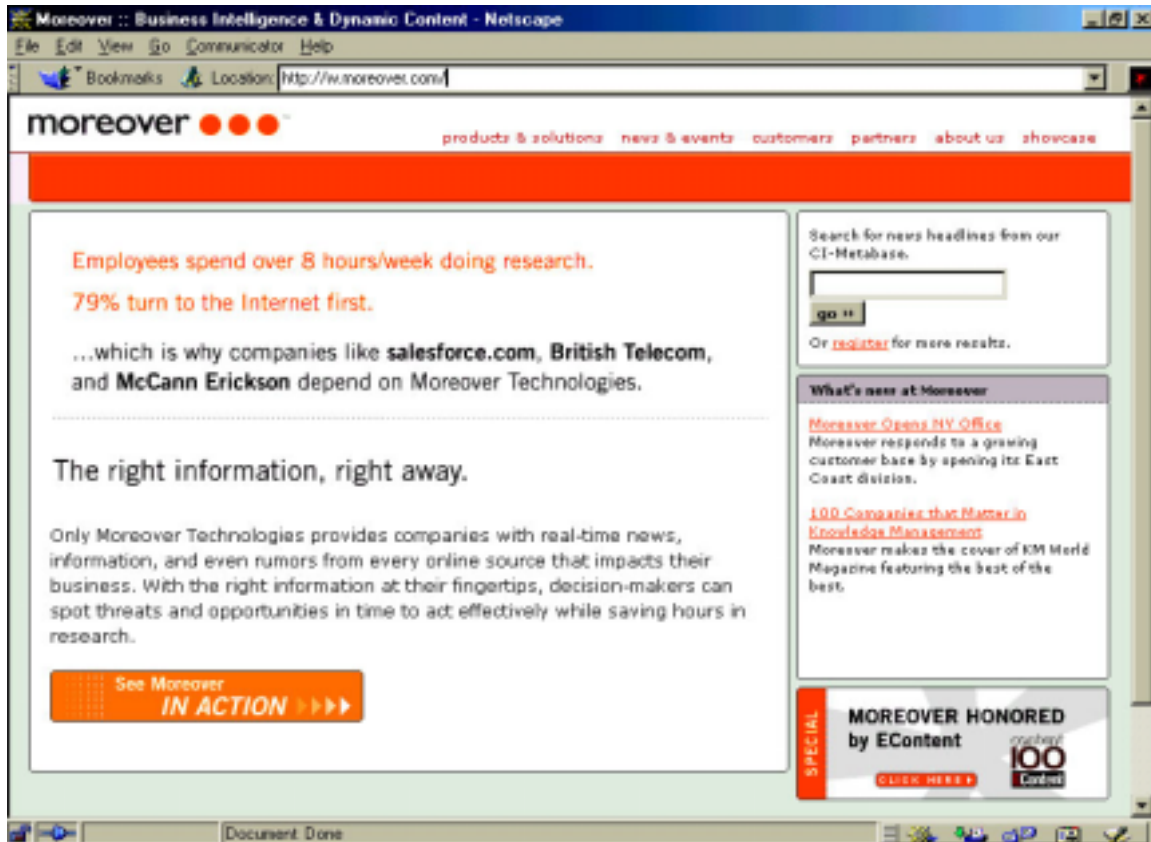 Moreover :: Business Intelligence & Dynamic Content - Netscape
File Edit View Go Communicator Help
Bookmarks Location: http://w.moreover.com/
moreover
products & solutions news & events customers partners about us showcase
Employees spend over 8 hours/week doing research.
79% turn to the Internet first.
...which is why companies like salesforce.com, British Telecom,
and McCann Erickson depend on Moreover Technologies.
The right information, right away.
Only Moreover Technologies provides companies with real-time news,
information, and even rumors from every online source that impacts their
business. With the right information at their fingertips, decision-makers can
spot threats and opportunities in time to act effectively while saving hours in
research.
See Moreover
IN ACTION
Search for news headlines from our
CI-Metabase.
go »
Or register for more results.
What's new at Moreover
Moreover Opens NY Office
Moreover responds to a growing
customer base by opening its East
Coast division.
100 Companies that Matter in
Knowledge Management
Moreover makes the cover of KM World
Magazine featuring the best of the
best.
SPECIAL
MOREOVER HONORED
by EContent
CLICK HERE
100
Content
Document: Done